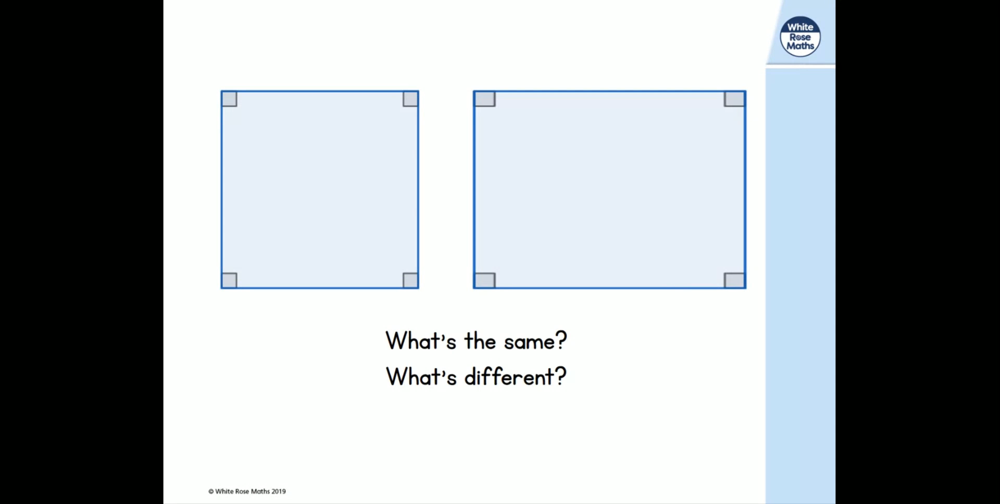 White
Rose
Maths
What's the same?
What's different?
© White Rose Maths 2019